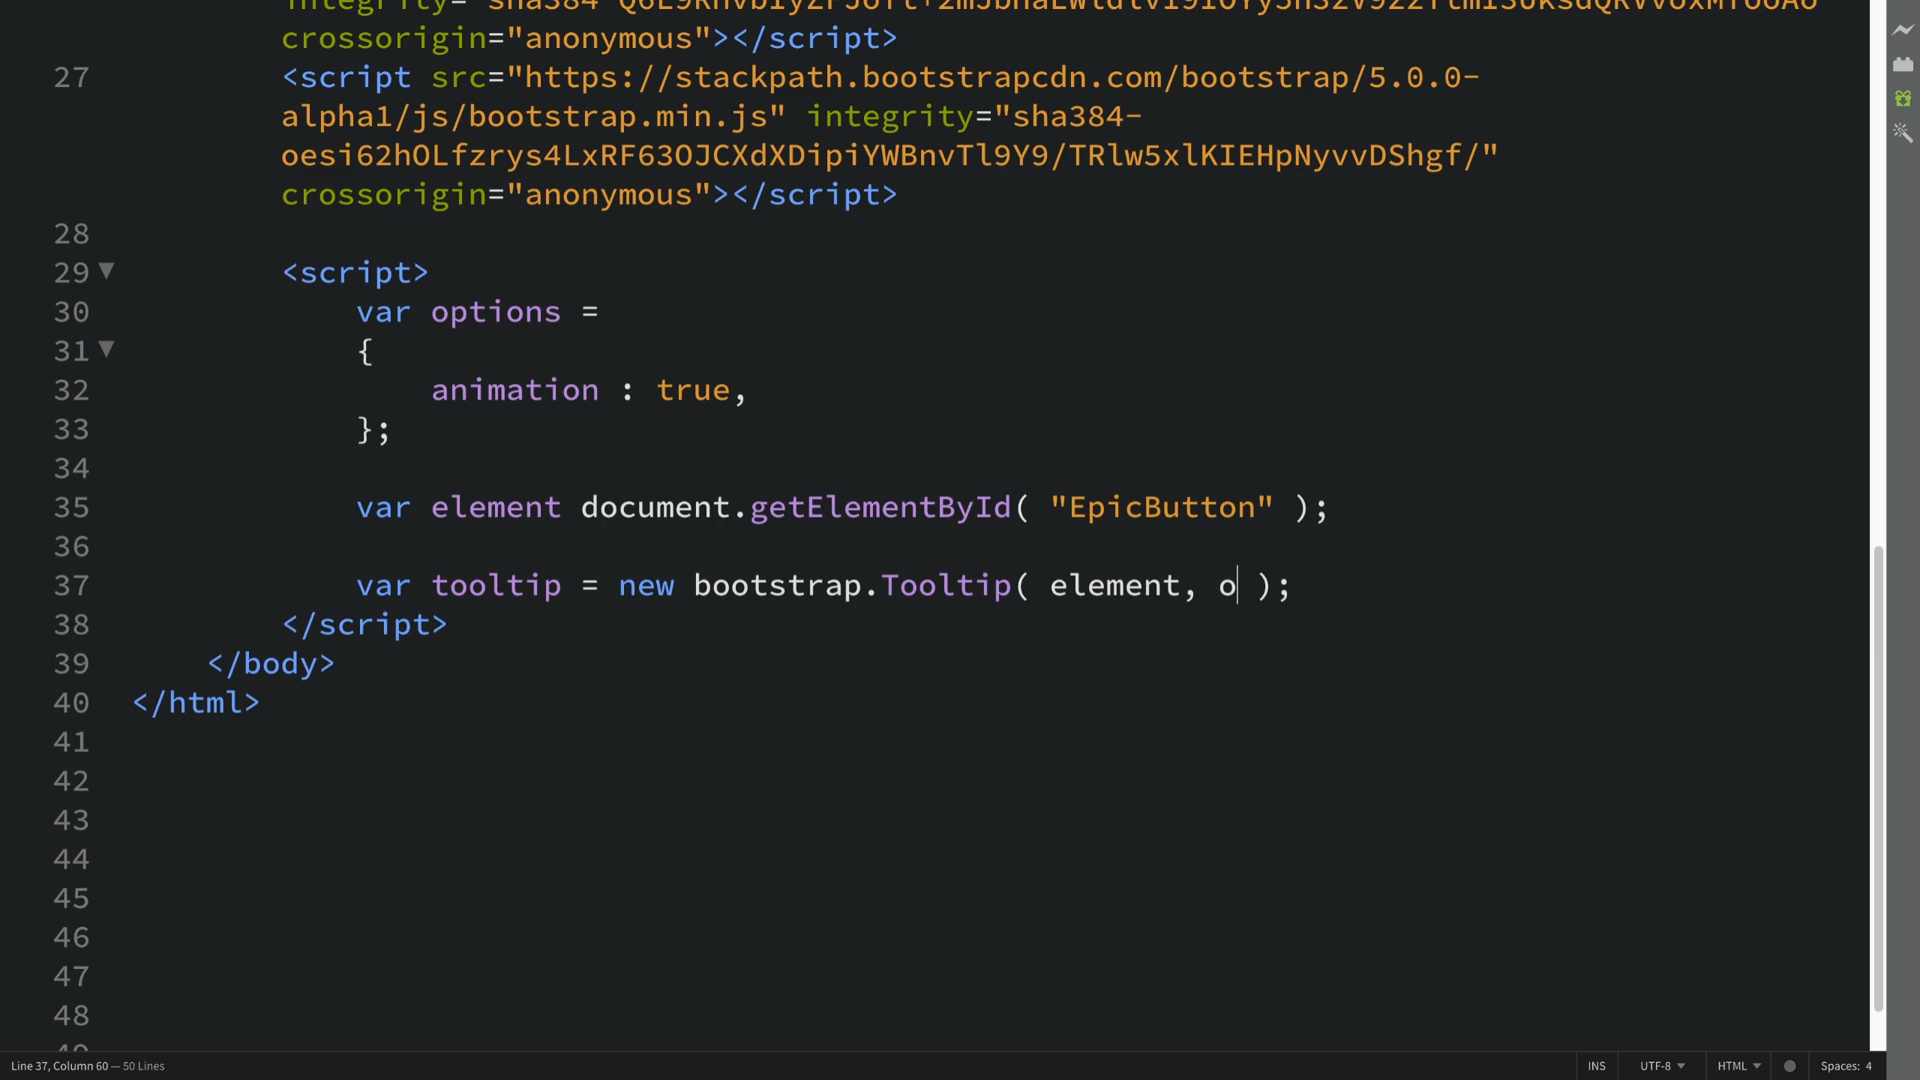 crossorigin="anonymous"></script>
27 <script src="https://stackpath.bootstrapcdn.com/bootstrap/5.0.0-
alpha1/js/bootstrap.min.js" integrity="sha384-
oesi62hOLfzrys4LxRF63OJCXdXDipiYWBnvTl9Y9/TRlw5xlKIEHpNyvvDShgf/"
crossorigin="anonymous"></script>
28
29 <script>
30 var options =
31 {
32 animation : true,
33 };
34
35 var element document.getElementById( "EpicButton" );
36
37 var tooltip = new bootstrap.Tooltip( element, o );
38 </script>
39 </body>
40 </html>
41
42
43
44
45
46
47
48
Line 37, Column 60 — 50 Lines
INS UTF-8 HTML Spaces: 4